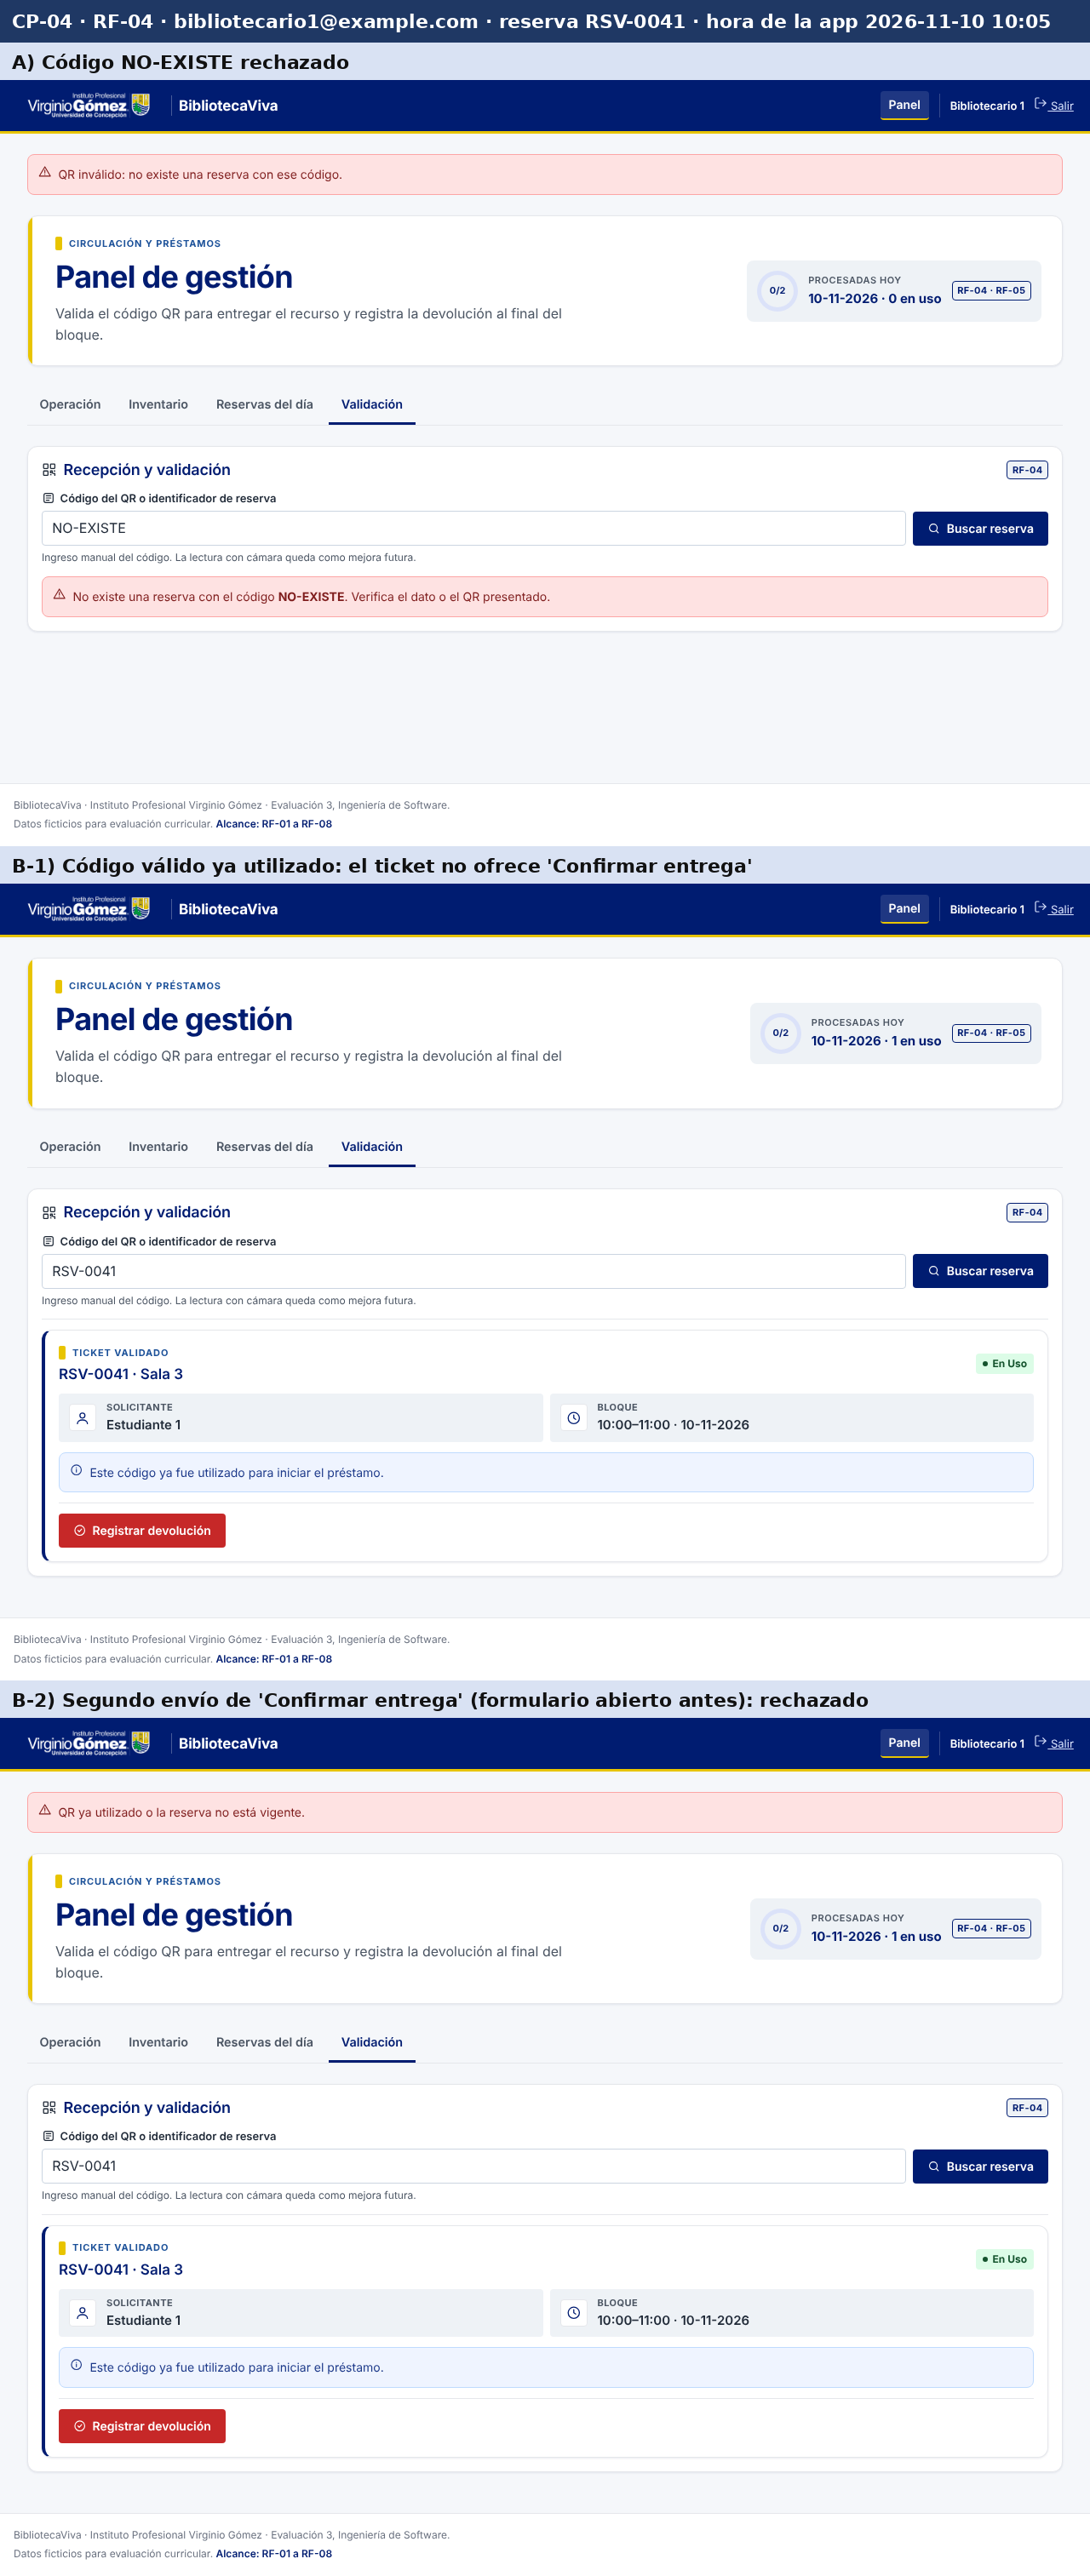 CP-04 · RF-04 · bibliotecario1@example.com · reserva RSV-0041 · hora de la app 2026-11-10 10:05
A) Código NO-EXISTE rechazado
Instituto Profesional
VirginioGómez
Universidad de Concepción
BibliotecaViva
Panel
Bibliotecario 1
Salir
QR inválido: no existe una reserva con ese código.
CIRCULACIÓN Y PRÉSTAMOS
Panel de gestión
Valida el código QR para entregar el recurso y registra la devolución al final del
bloque.
0/2
PROCESADAS HOY
10-11-2026 · 0 en uso
RF-04 · RF-05
Operación
Inventario
Reservas del día
Validación
Recepción y validación
RF-04
Código del QR o identificador de reserva
NO-EXISTE
Buscar reserva
Ingreso manual del código. La lectura con cámara queda como mejora futura.
No existe una reserva con el código NO-EXISTE. Verifica el dato o el QR presentado.
BibliotecaViva · Instituto Profesional Virginio Gómez · Evaluación 3, Ingeniería de Software.
Datos ficticios para evaluación curricular. Alcance: RF-01 a RF-08
B-1) Código válido ya utilizado: el ticket no ofrece 'Confirmar entrega'
Instituto Profesional
VirginioGómez
Universidad de Concepción
BibliotecaViva
Panel
Bibliotecario 1
Salir
CIRCULACIÓN Y PRÉSTAMOS
Panel de gestión
Valida el código QR para entregar el recurso y registra la devolución al final del
bloque.
0/2
PROCESADAS HOY
10-11-2026 · 1 en uso
RF-04 · RF-05
Operación
Inventario
Reservas del día
Validación
Recepción y validación
RF-04
Código del QR o identificador de reserva
RSV-0041
Buscar reserva
Ingreso manual del código. La lectura con cámara queda como mejora futura.
TICKET VALIDADO
RSV-0041 · Sala 3
En Uso
SOLICITANTE
Estudiante 1
BLOQUE
10:00–11:00 · 10-11-2026
Este código ya fue utilizado para iniciar el préstamo.
Registrar devolución
BibliotecaViva · Instituto Profesional Virginio Gómez · Evaluación 3, Ingeniería de Software.
Datos ficticios para evaluación curricular. Alcance: RF-01 a RF-08
B-2) Segundo envío de 'Confirmar entrega' (formulario abierto antes): rechazado
Instituto Profesional
VirginioGómez
Universidad de Concepción
BibliotecaViva
Panel
Bibliotecario 1
Salir
QR ya utilizado o la reserva no está vigente.
CIRCULACIÓN Y PRÉSTAMOS
Panel de gestión
Valida el código QR para entregar el recurso y registra la devolución al final del
bloque.
0/2
PROCESADAS HOY
10-11-2026 · 1 en uso
RF-04 · RF-05
Operación
Inventario
Reservas del día
Validación
Recepción y validación
RF-04
Código del QR o identificador de reserva
RSV-0041
Buscar reserva
Ingreso manual del código. La lectura con cámara queda como mejora futura.
TICKET VALIDADO
RSV-0041 · Sala 3
En Uso
SOLICITANTE
Estudiante 1
BLOQUE
10:00–11:00 · 10-11-2026
Este código ya fue utilizado para iniciar el préstamo.
Registrar devolución
BibliotecaViva · Instituto Profesional Virginio Gómez · Evaluación 3, Ingeniería de Software.
Datos ficticios para evaluación curricular. Alcance: RF-01 a RF-08